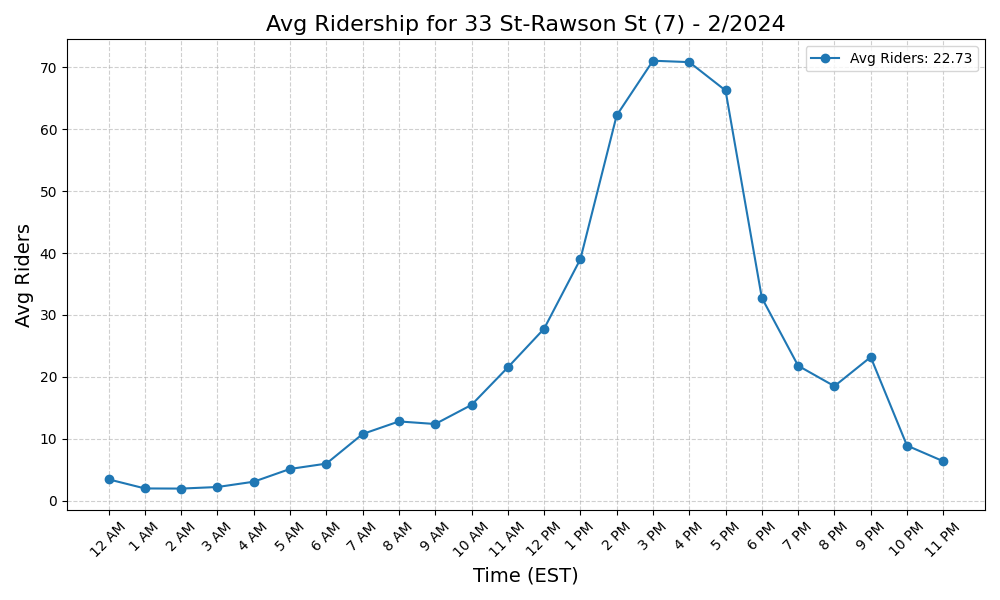 Avg Ridership for 33 St-Rawson St (7) - 2/2024
Avg Riders: 22.73
Avg Riders
70
60
50
40
30
20
10
0
12 AM
1 AM
2 AM
3 AM
4 AM
5 AM
6 AM
7 AM
8 AM
9 AM
10 AM
11 AM
12 PM
1 PM
2 PM
3 PM
4 PM
5 PM
6 PM
7 PM
8 PM
9 PM
10 PM
11 PM
Time (EST)